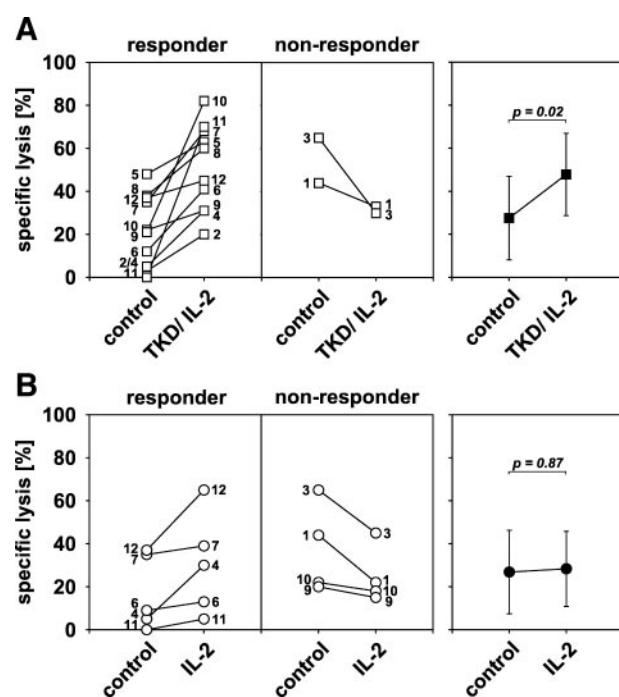 A
responder
non-responder
specific lysis [%]
100
80
60
40
20
0
5
8
12
7
10
9
6
2/4
11
10
11
7
5
8
12
6
9
4
2
3
1
1
3
p = 0.02
control
TKD/ IL-2
control
TKD/ IL-2
control
TKD/ IL-2
B
responder
non-responder
specific lysis [%]
100
80
60
40
20
0
12
7
6
4
11
12
7
4
6
11
3
1
10
9
3
1
10
9
p = 0.87
control
IL-2
control
IL-2
control
IL-2